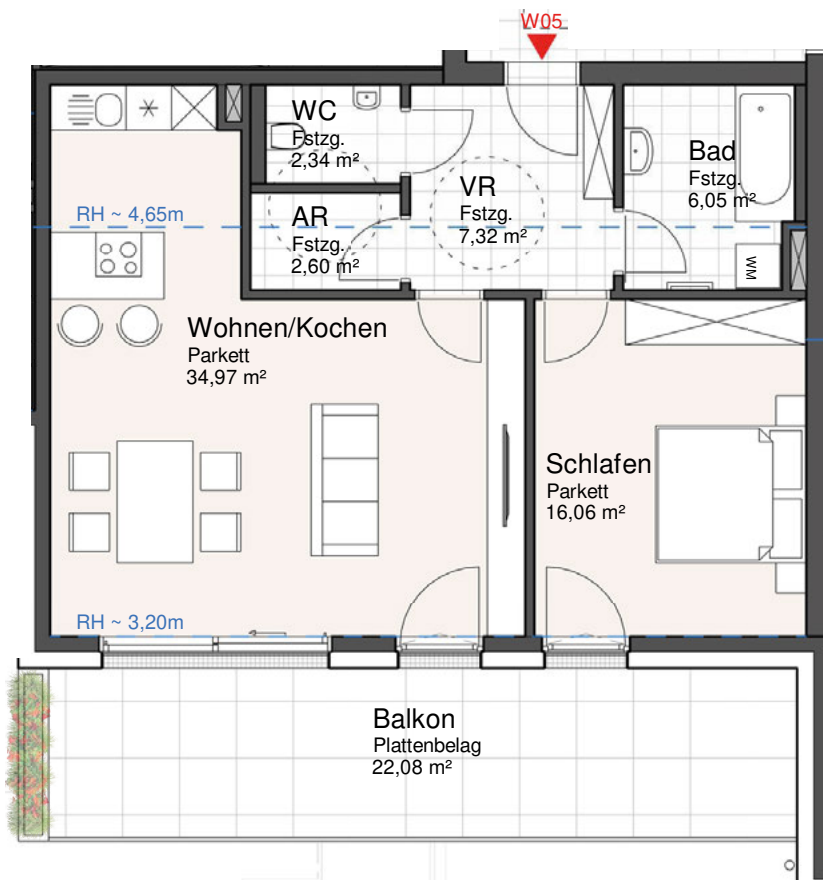 W05
WC
Fstzg.
2,34 m²
Bad
Fstzg.
6,05 m²
VR
Fstzg.
7,32 m²
RH ~ 4,65m
AR
Fstzg.
2,60 m²
WM
Wohnen/Kochen
Parkett
34,97 m²
Schlafen
Parkett
16,06 m²
RH ~ 3,20m
Balkon
Plattenbelag
22,08 m²